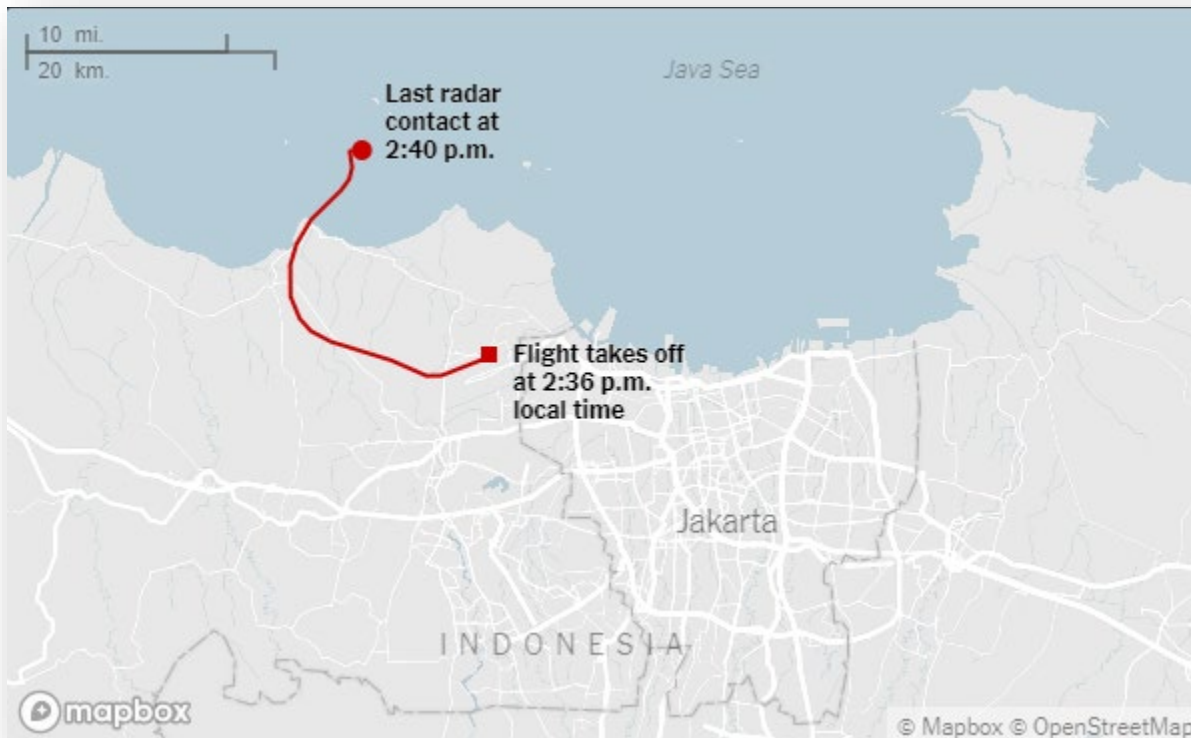 10 mi.
20 km.
Java Sea
Last radar
contact at
2:40 p.m.
Flight takes off
at 2:36 p.m.
local time
Jakarta
INDONESIA
mapbox
© Mapbox © OpenStreetMap